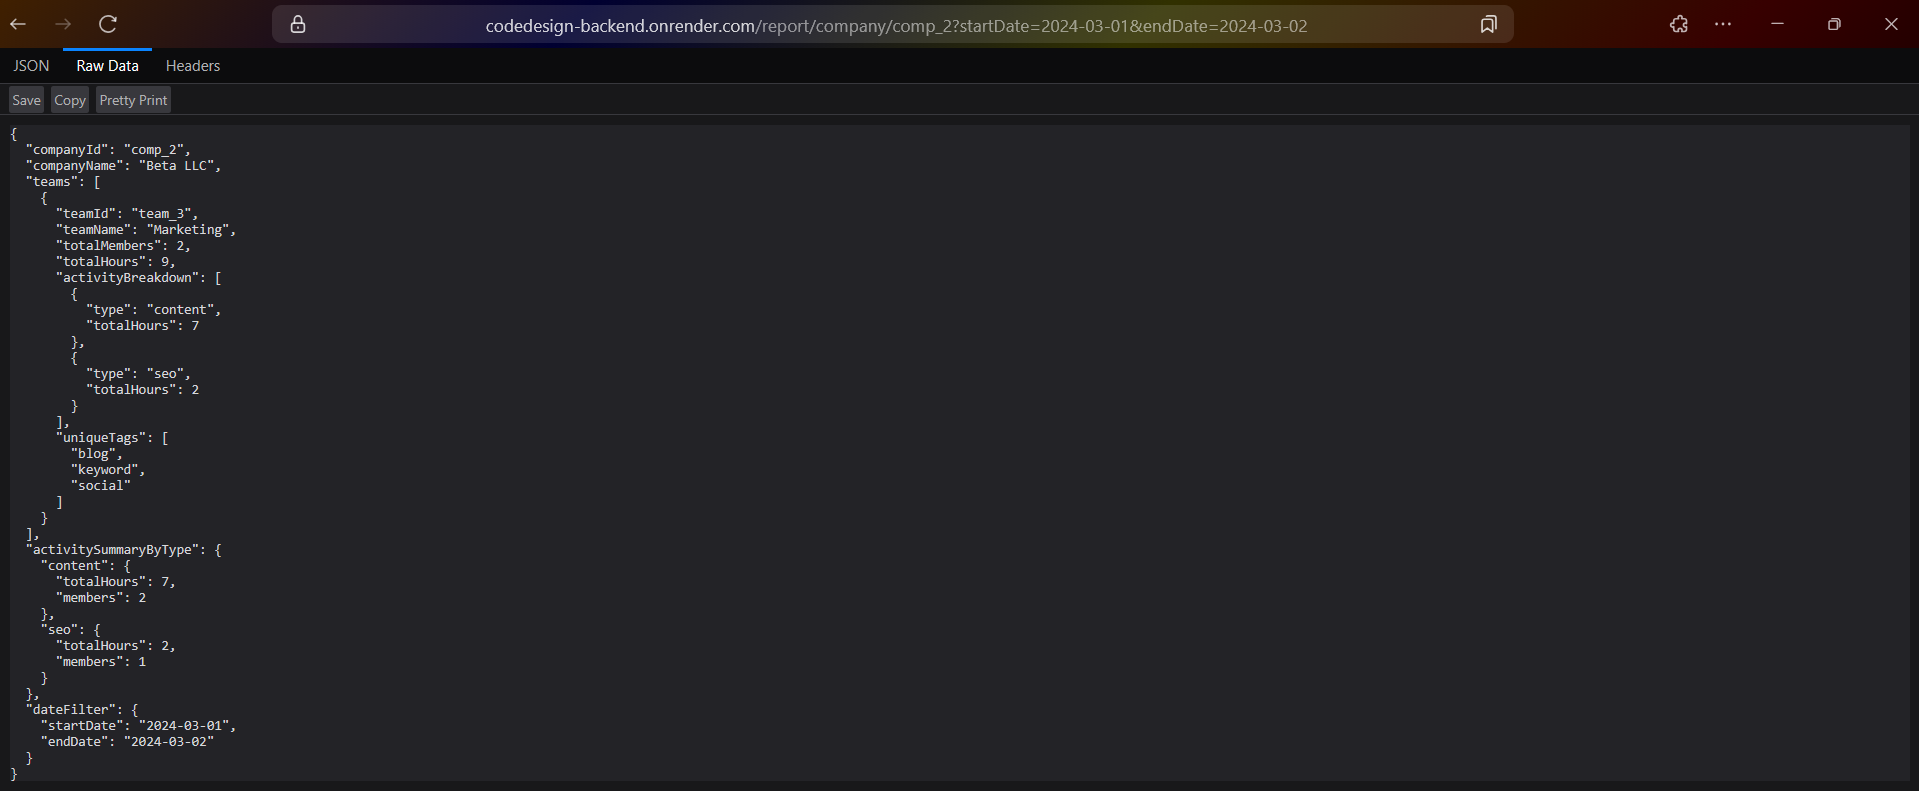 codedesign-backend.onrender.com/report/company/comp_2?startDate=2024-03-01&endDate=2024-03-02
JSON Raw Data Headers
Save Copy Pretty Print
{
  "companyId": "comp_2",
  "companyName": "Beta LLC",
  "teams": [
    {
      "teamId": "team_3",
      "teamName": "Marketing",
      "totalMembers": 2,
      "totalHours": 9,
      "activityBreakdown": [
        {
          "type": "content",
          "totalHours": 7
        },
        {
          "type": "seo",
          "totalHours": 2
        }
      ],
      "uniqueTags": [
        "blog",
        "keyword",
        "social"
      ]
    }
  ],
  "activitySummaryByType": {
    "content": {
      "totalHours": 7,
      "members": 2
    },
    "seo": {
      "totalHours": 2,
      "members": 1
    }
  },
  "dateFilter": {
    "startDate": "2024-03-01",
    "endDate": "2024-03-02"
  }
}